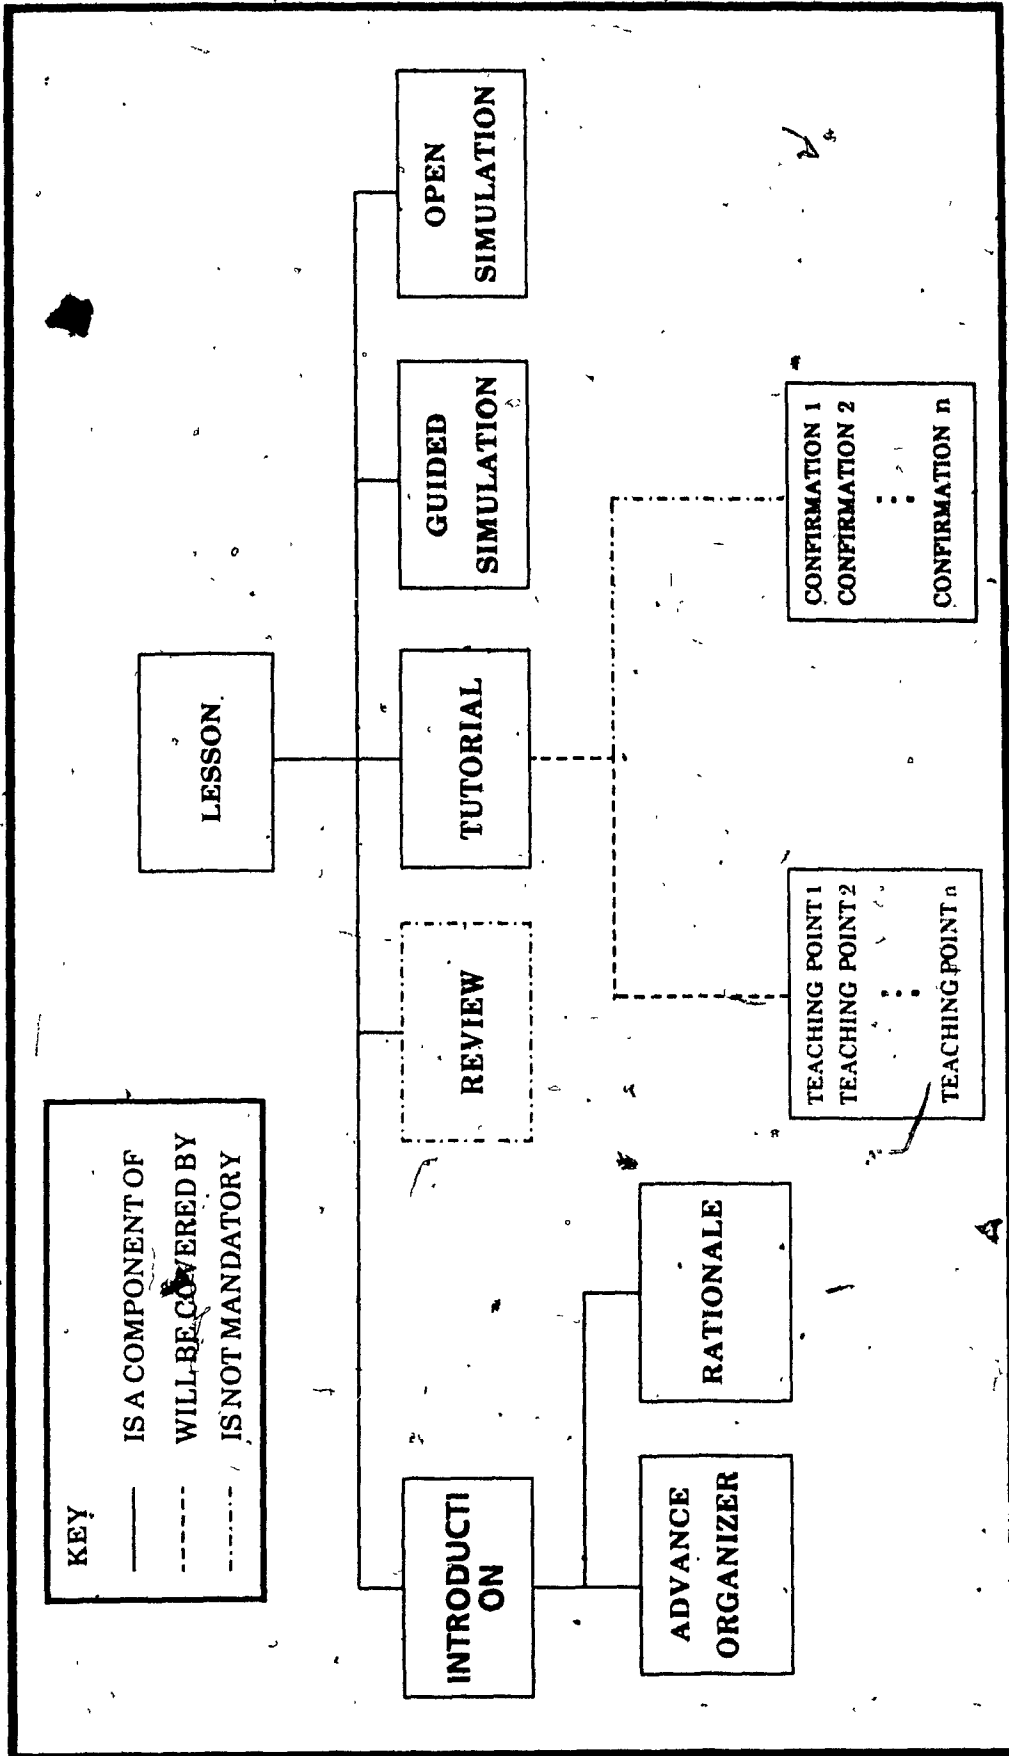 KEY
IS A COMPONENT OF
WILL BE COVERED BY
IS NOT MANDATORY
LESSON
INTRODUCTI
ON
REVIEW
TUTORIAL
GUIDED
SIMULATION
OPEN
SIMULATION
ADVANCE
ORGANIZER
RATIONALE
TEACHING POINT 1
TEACHING POINT 2
TEACHING POINT n
CONFIRMATION 1
CONFIRMATION 2
CONFIRMATION n